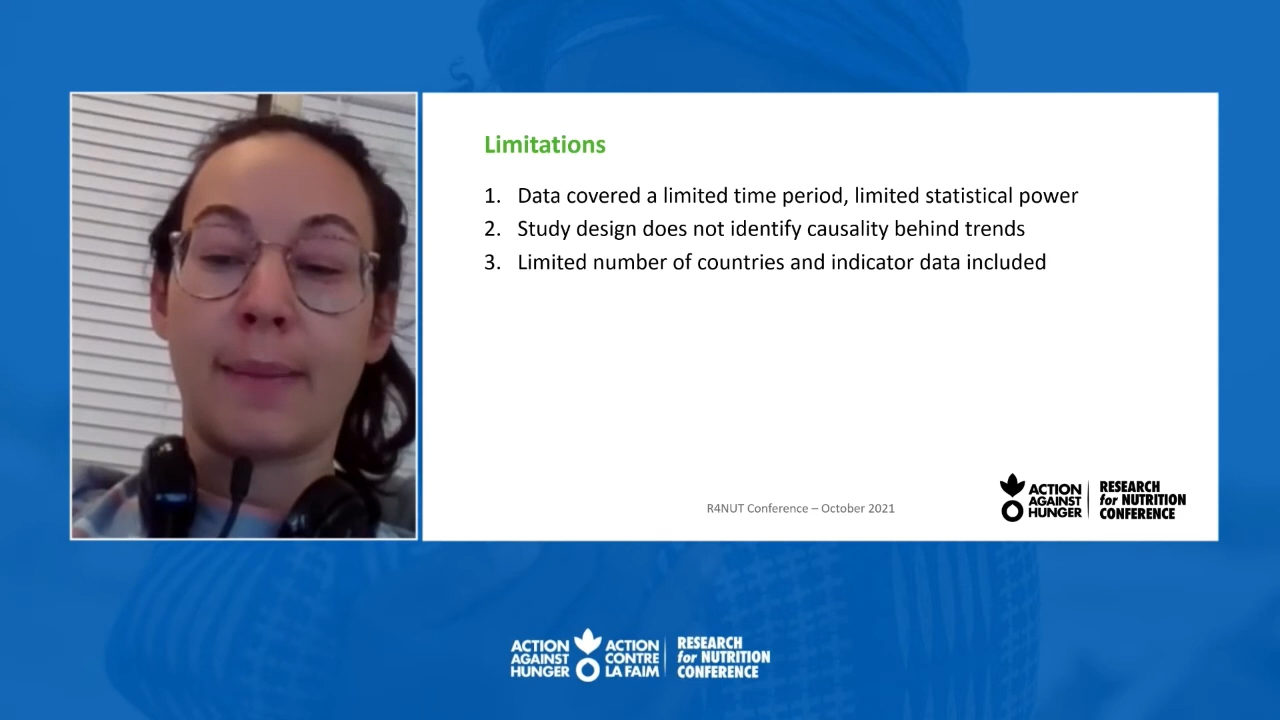 Limitations
1. Data covered a limited time period, limited statistical power
2. Study design does not identify causality behind trends
3. Limited number of countries and indicator data included
R4NUT Conference – October 2021
ACTION
AGAINST
HUNGER
RESEARCH
for NUTRITION
CONFERENCE
ACTION
AGAINST
HUNGER
ACTION
CONTRE
LA FAIM
RESEARCH
for NUTRITION
CONFERENCE